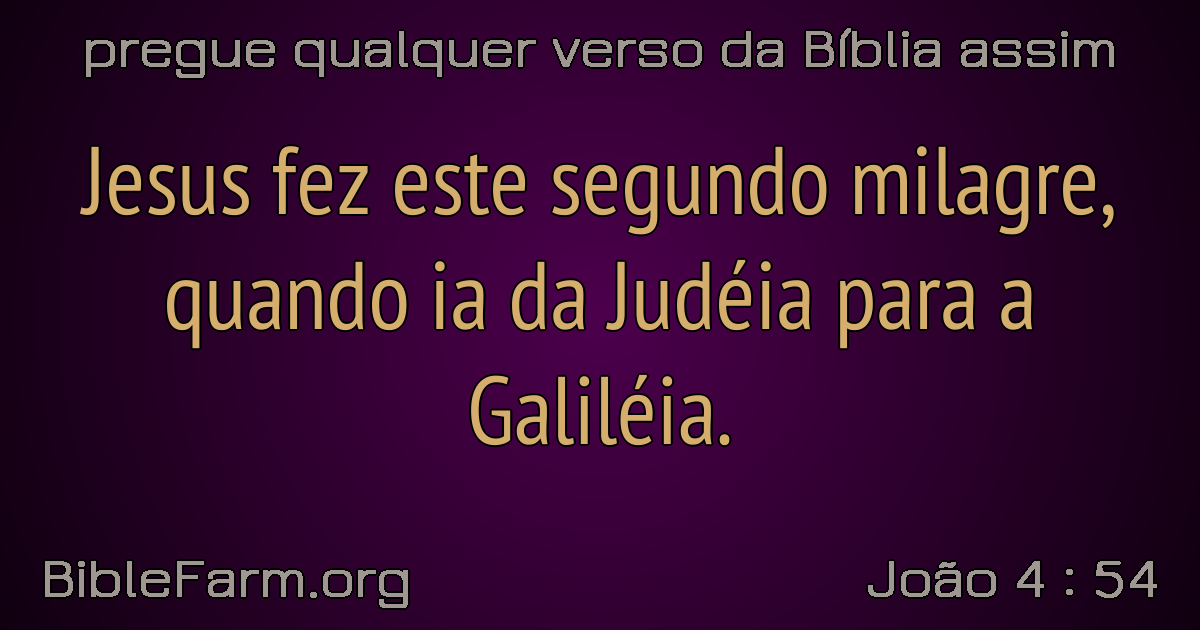 pregue qualquer verso da Bíblia assim
Jesus fez este segundo milagre,
quando ia da Judéia para a
Galiléia.
BibleFarm.org
João 4 : 54